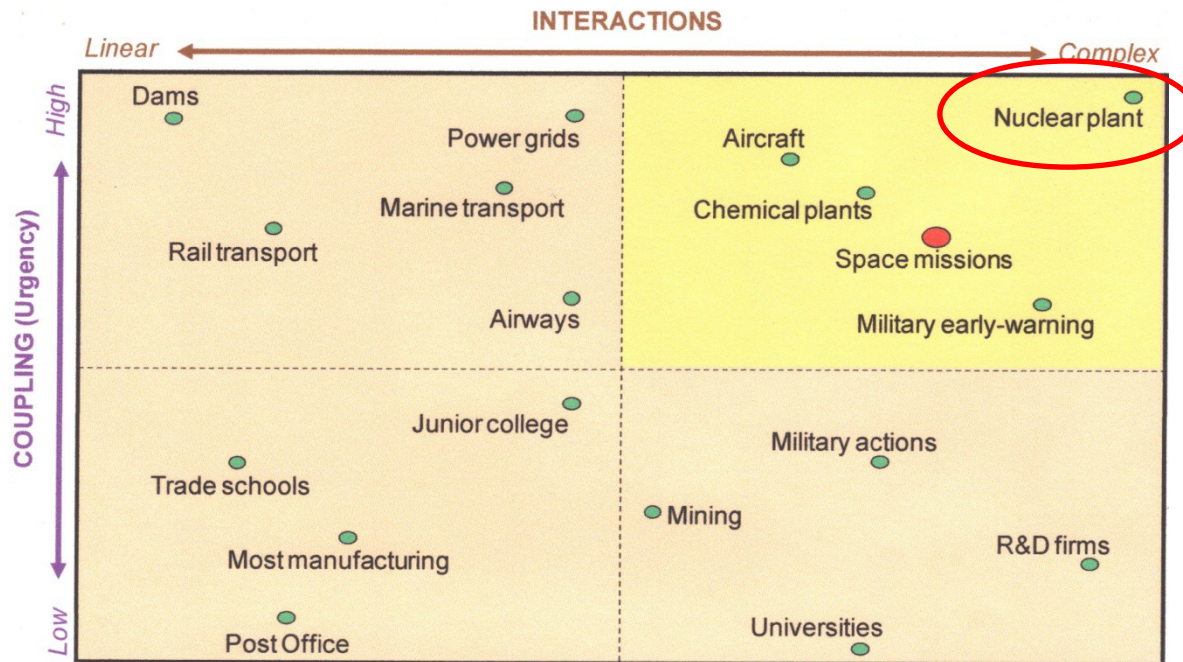 INTERACTIONS
Linear
Complex
High
COUPLING (Urgency)
Low
Dams
Power grids
Nuclear plant
Aircraft
Marine transport
Chemical plants
Rail transport
Space missions
Airways
Military early-warning
Junior college
Military actions
Trade schools
Mining
Most manufacturing
R&D firms
Post Office
Universities